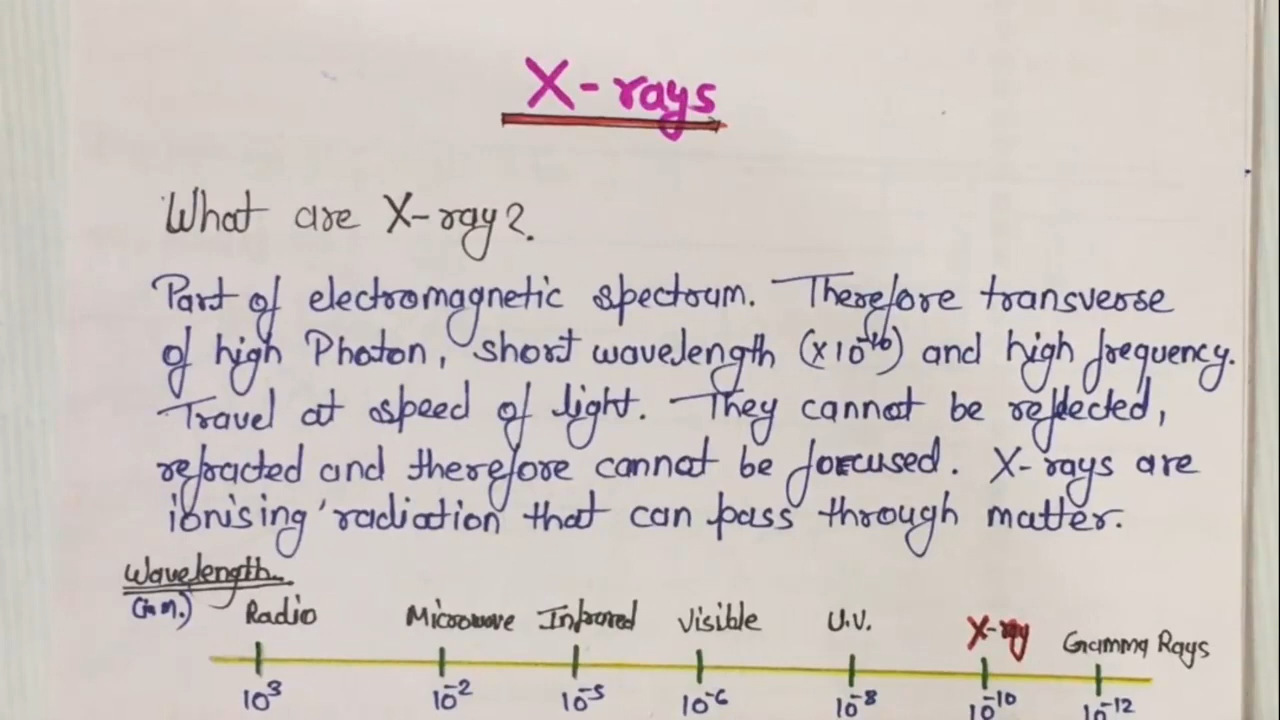 X-rays
What are X-ray?.
Part of electromagnetic spectrum. Therefore transverse
of high Photon, short wavelength (×10⁻¹⁰) and high frequency.
Travel at speed of light. They cannot be reflected,
refracted and therefore cannot be focused. X-rays are
ionising radiation that can pass through matter.
Wavelength
(in m.) Radio Microwave Infrared Visible U.V. X-ray Gamma Rays
10³ 10⁻² 10⁻⁵ 10⁻⁶ 10⁻⁸ 10⁻¹⁰ 10⁻¹²